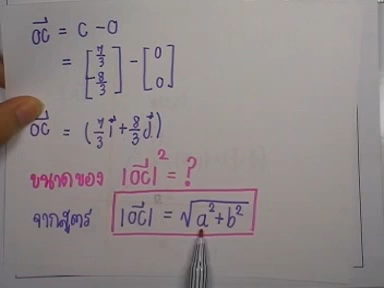 OC⃗ = C - O
= [7/3 -8/3] - [0 0]
OC⃗ = (7/3 i⃗ + 8/3 j⃗)
ขนาดของ |OC⃗|² = ?
จากสูตร |OC⃗| = √a²+b²